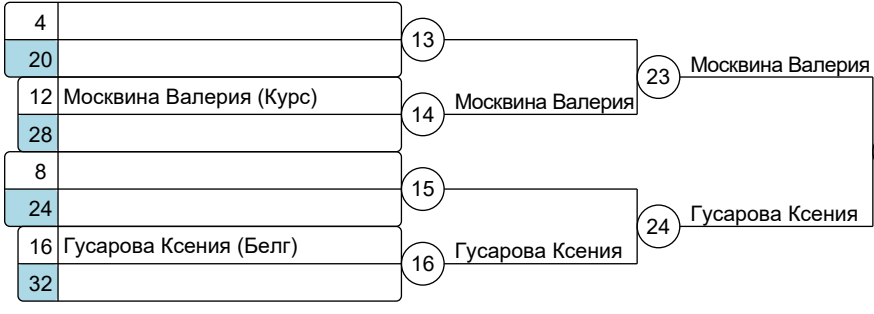 4
13
20
23 Москвина Валерия
12 Москвина Валерия (Курс)
14 Москвина Валерия
28
8
15
24
24 Гусарова Ксения
16 Гусарова Ксения (Белг)
16 Гусарова Ксения
32